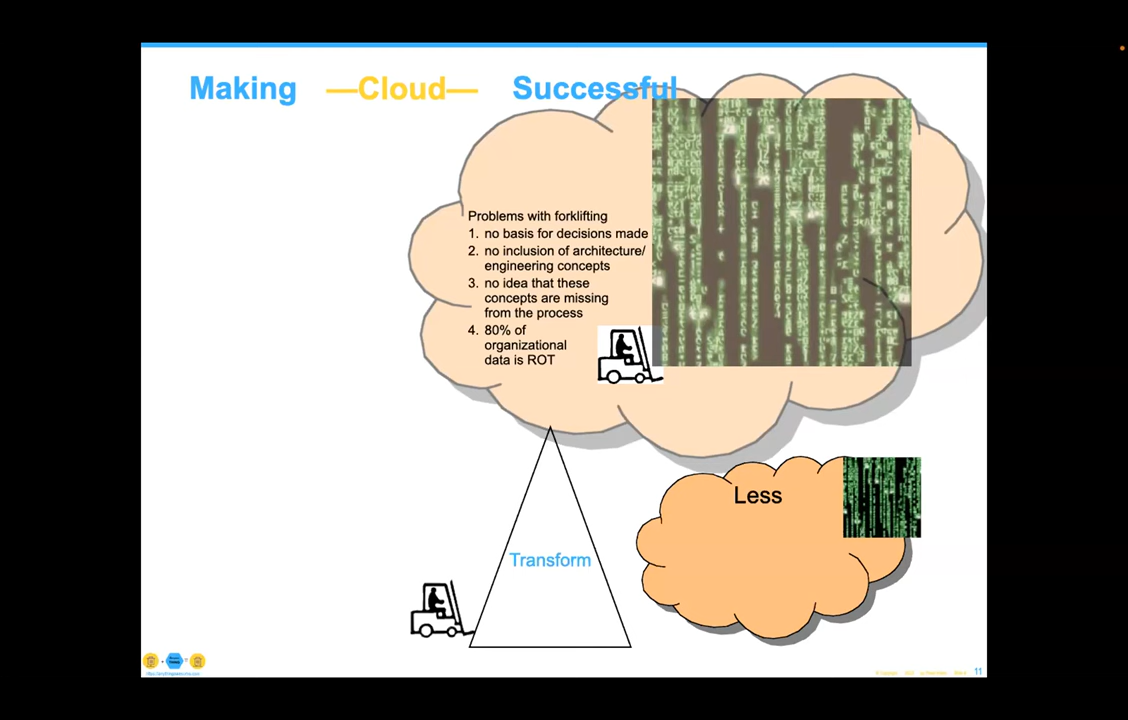 Making —Cloud— Successful
Problems with forklifting
1. no basis for decisions made
2. no inclusion of architecture/
engineering concepts
3. no idea that these
concepts are missing
from the process
4. 80% of
organizational
data is ROT
Less
Transform
11